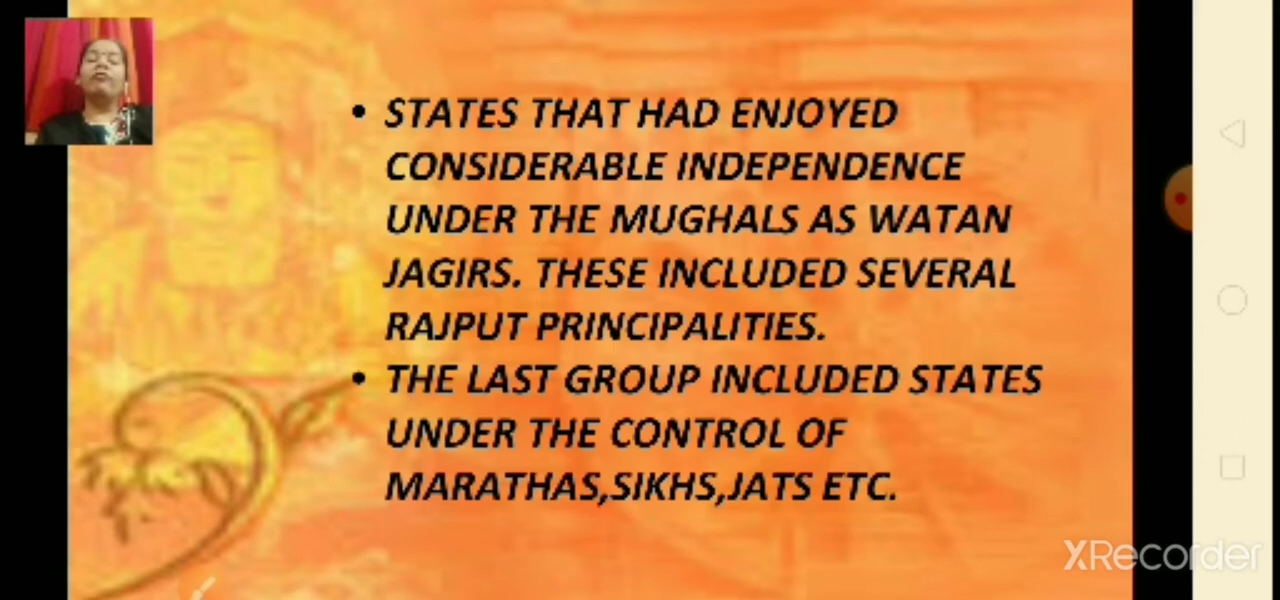 • STATES THAT HAD ENJOYED
CONSIDERABLE INDEPENDENCE
UNDER THE MUGHALS AS WATAN
JAGIRS. THESE INCLUDED SEVERAL
RAJPUT PRINCIPALITIES.
• THE LAST GROUP INCLUDED STATES
UNDER THE CONTROL OF
MARATHAS,SIKHS,JATS ETC.
XRecorder